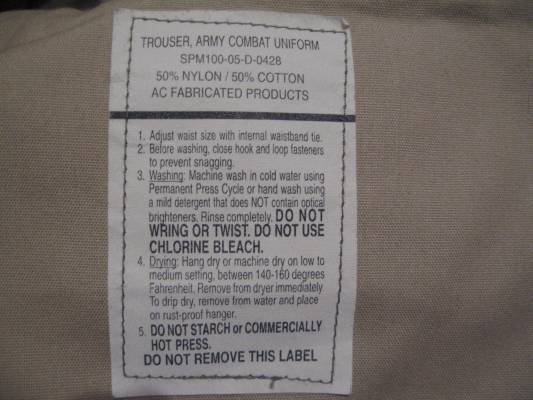 TROUSER, ARMY COMBAT UNIFORM
SPM100-05-D-0428
50% NYLON / 50% COTTON
AC FABRICATED PRODUCTS
1. Adjust waist size with internal waistband tie.
2. Before washing, close hook and loop fasteners
to prevent snagging.
3. Washing: Machine wash in cold water using
Permanent Press Cycle or hand wash using
a mild detergent that does NOT contain optical
brighteners. Rinse completely. DO NOT
WRING OR TWIST. DO NOT USE
CHLORINE BLEACH.
4. Drying: Hang dry or machine dry on low to
medium setting, between 140-160 degrees
Fahrenheit. Remove from dryer immediately
To drip dry, remove from water and place
on rust-proof hanger.
5. DO NOT STARCH or COMMERCIALLY
HOT PRESS.
DO NOT REMOVE THIS LABEL